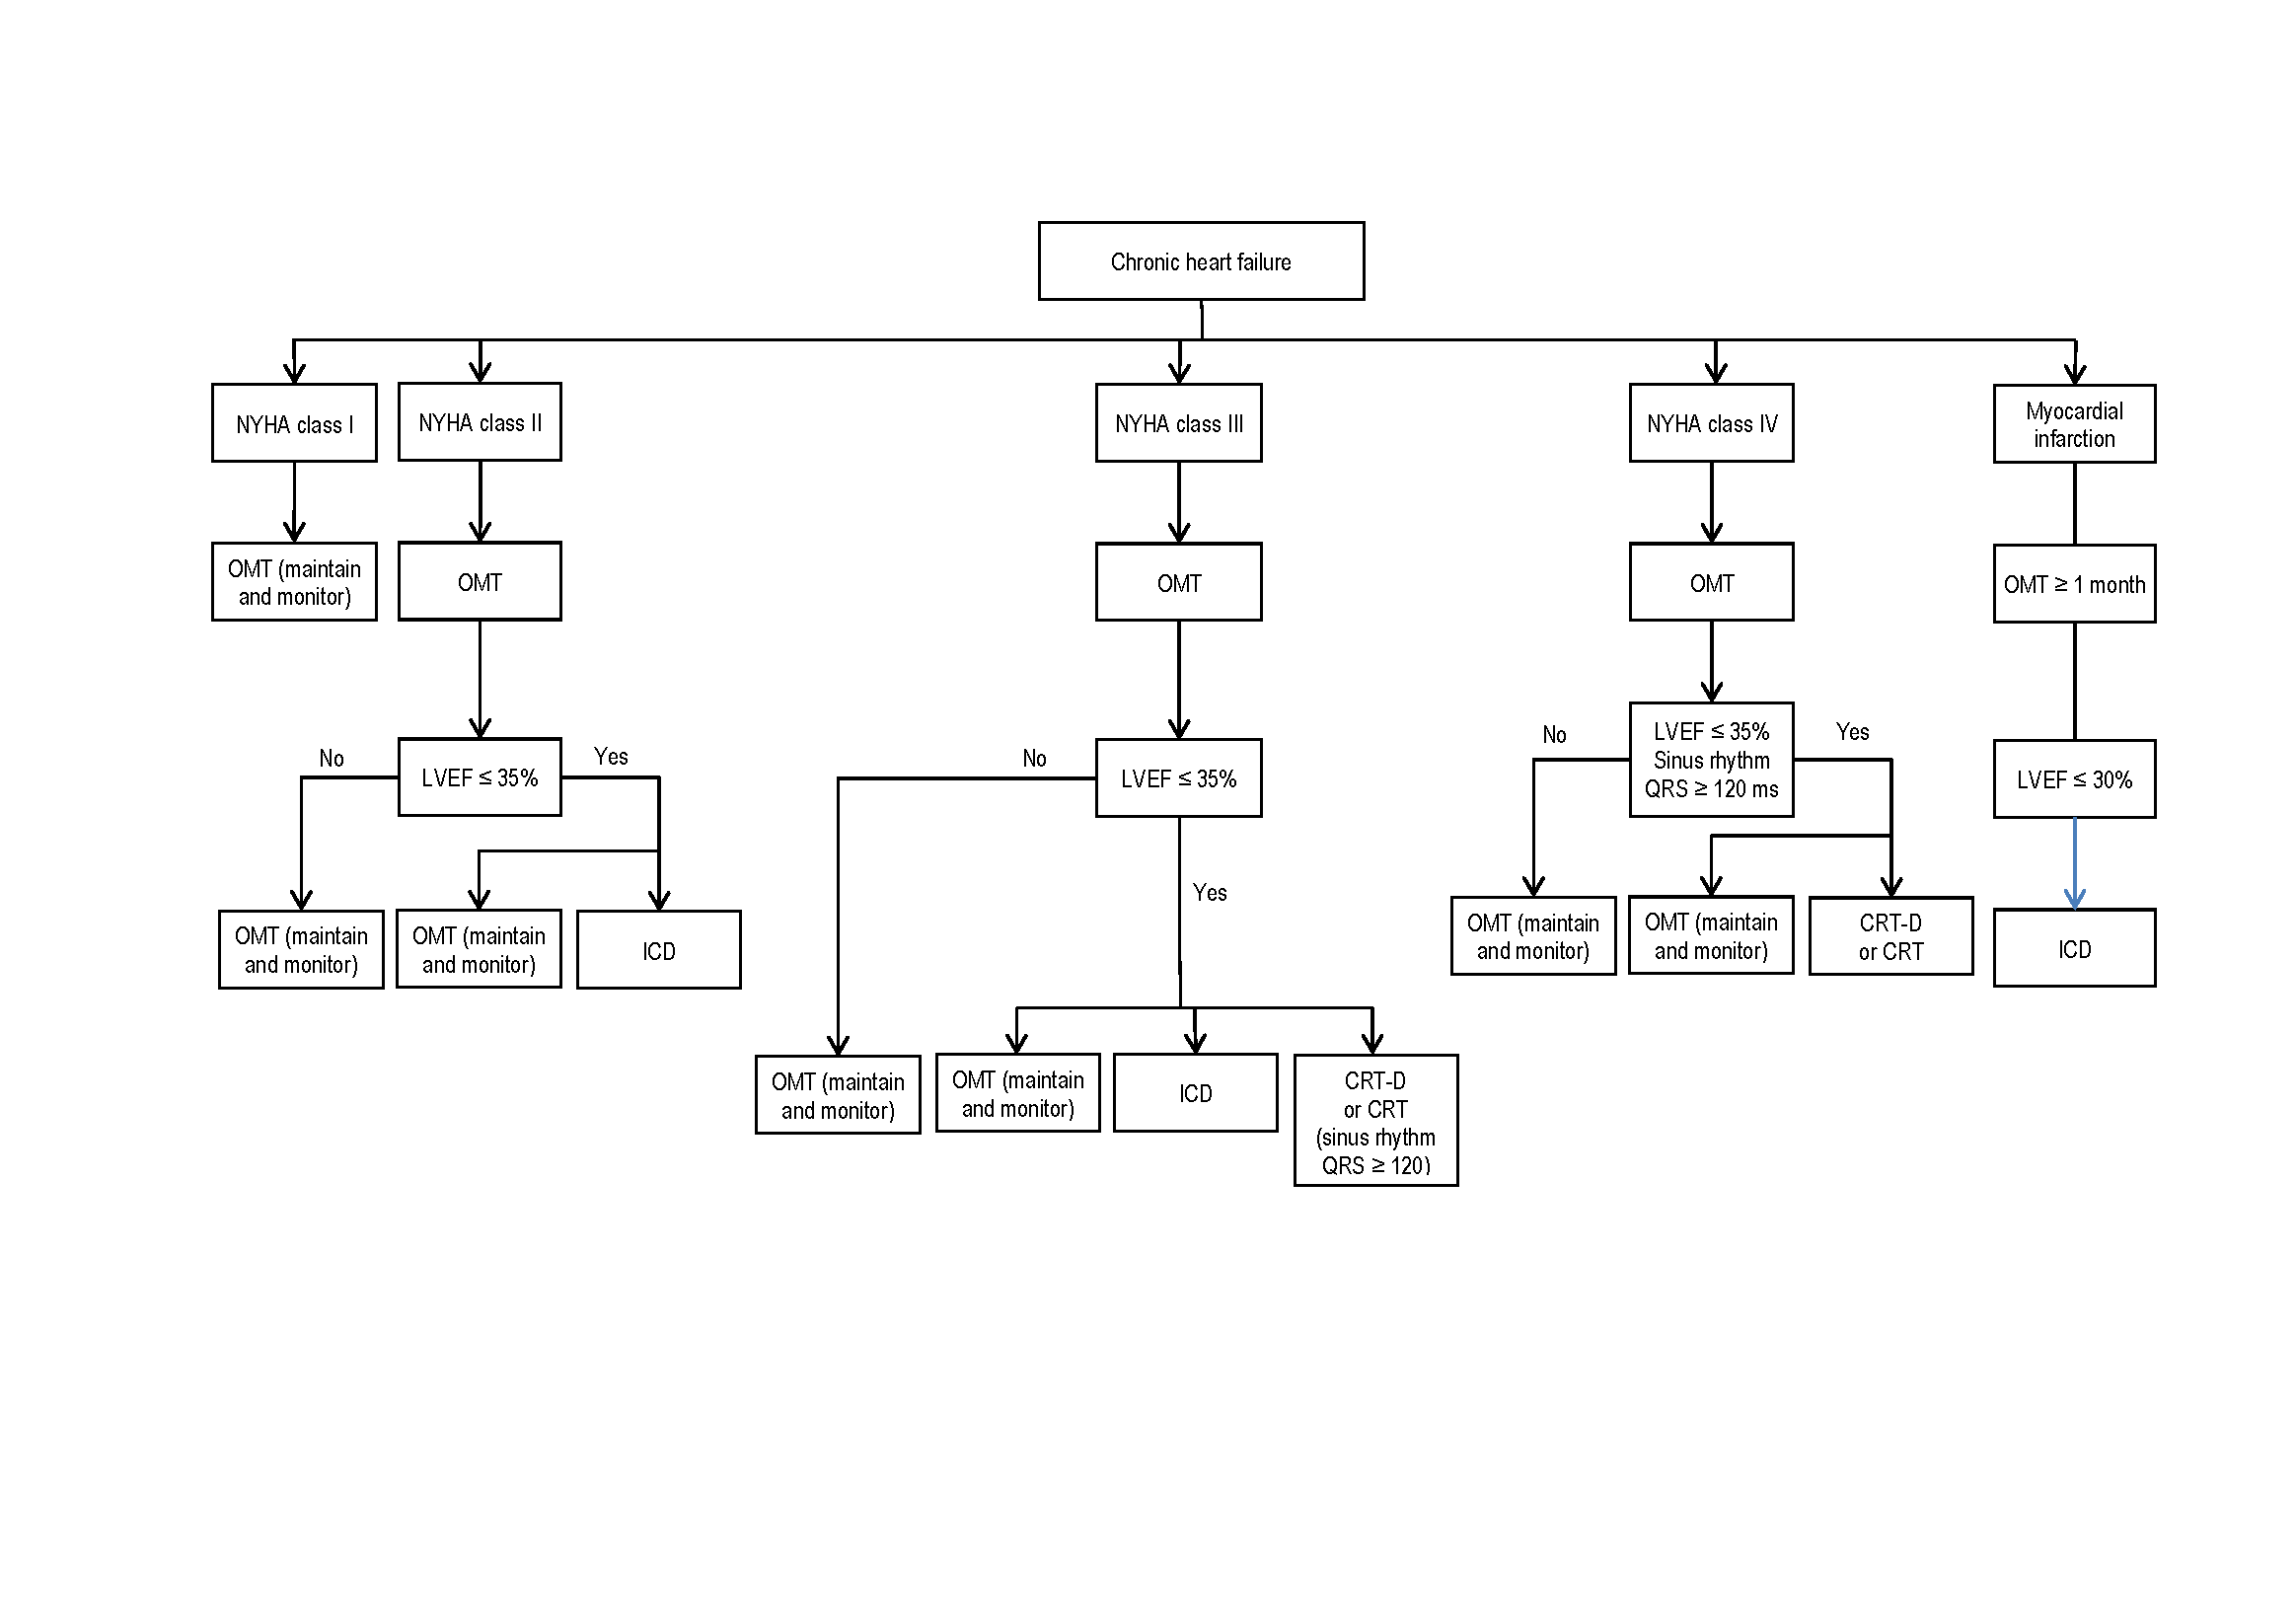 Chronic heart failure
NYHA class I
NYHA class II
NYHA class III
NYHA class IV
Myocardial
infarction
OMT (maintain
and monitor)
OMT
OMT
OMT
OMT ≥ 1 month
No
LVEF ≤ 35%
Yes
No
LVEF ≤ 35%
Yes
No
LVEF ≤ 35%
Sinus rhythm
QRS ≥ 120 ms
Yes
LVEF ≤ 30%
OMT (maintain
and monitor)
OMT (maintain
and monitor)
ICD
OMT (maintain
and monitor)
OMT (maintain
and monitor)
CRT-D
or CRT
ICD
OMT (maintain
and monitor)
OMT (maintain
and monitor)
ICD
CRT-D
or CRT
(sinus rhythm
QRS ≥ 120)